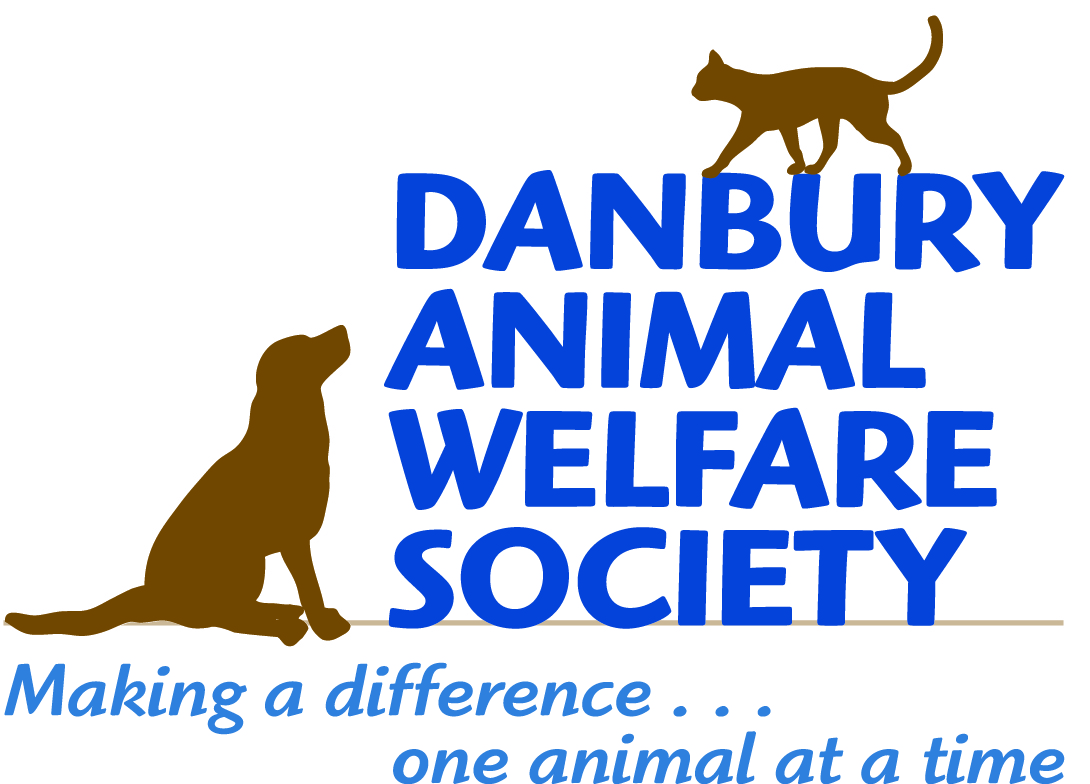 DANBURY
ANIMAL
WELFARE
SOCIETY
Making a difference . . .
one animal at a time